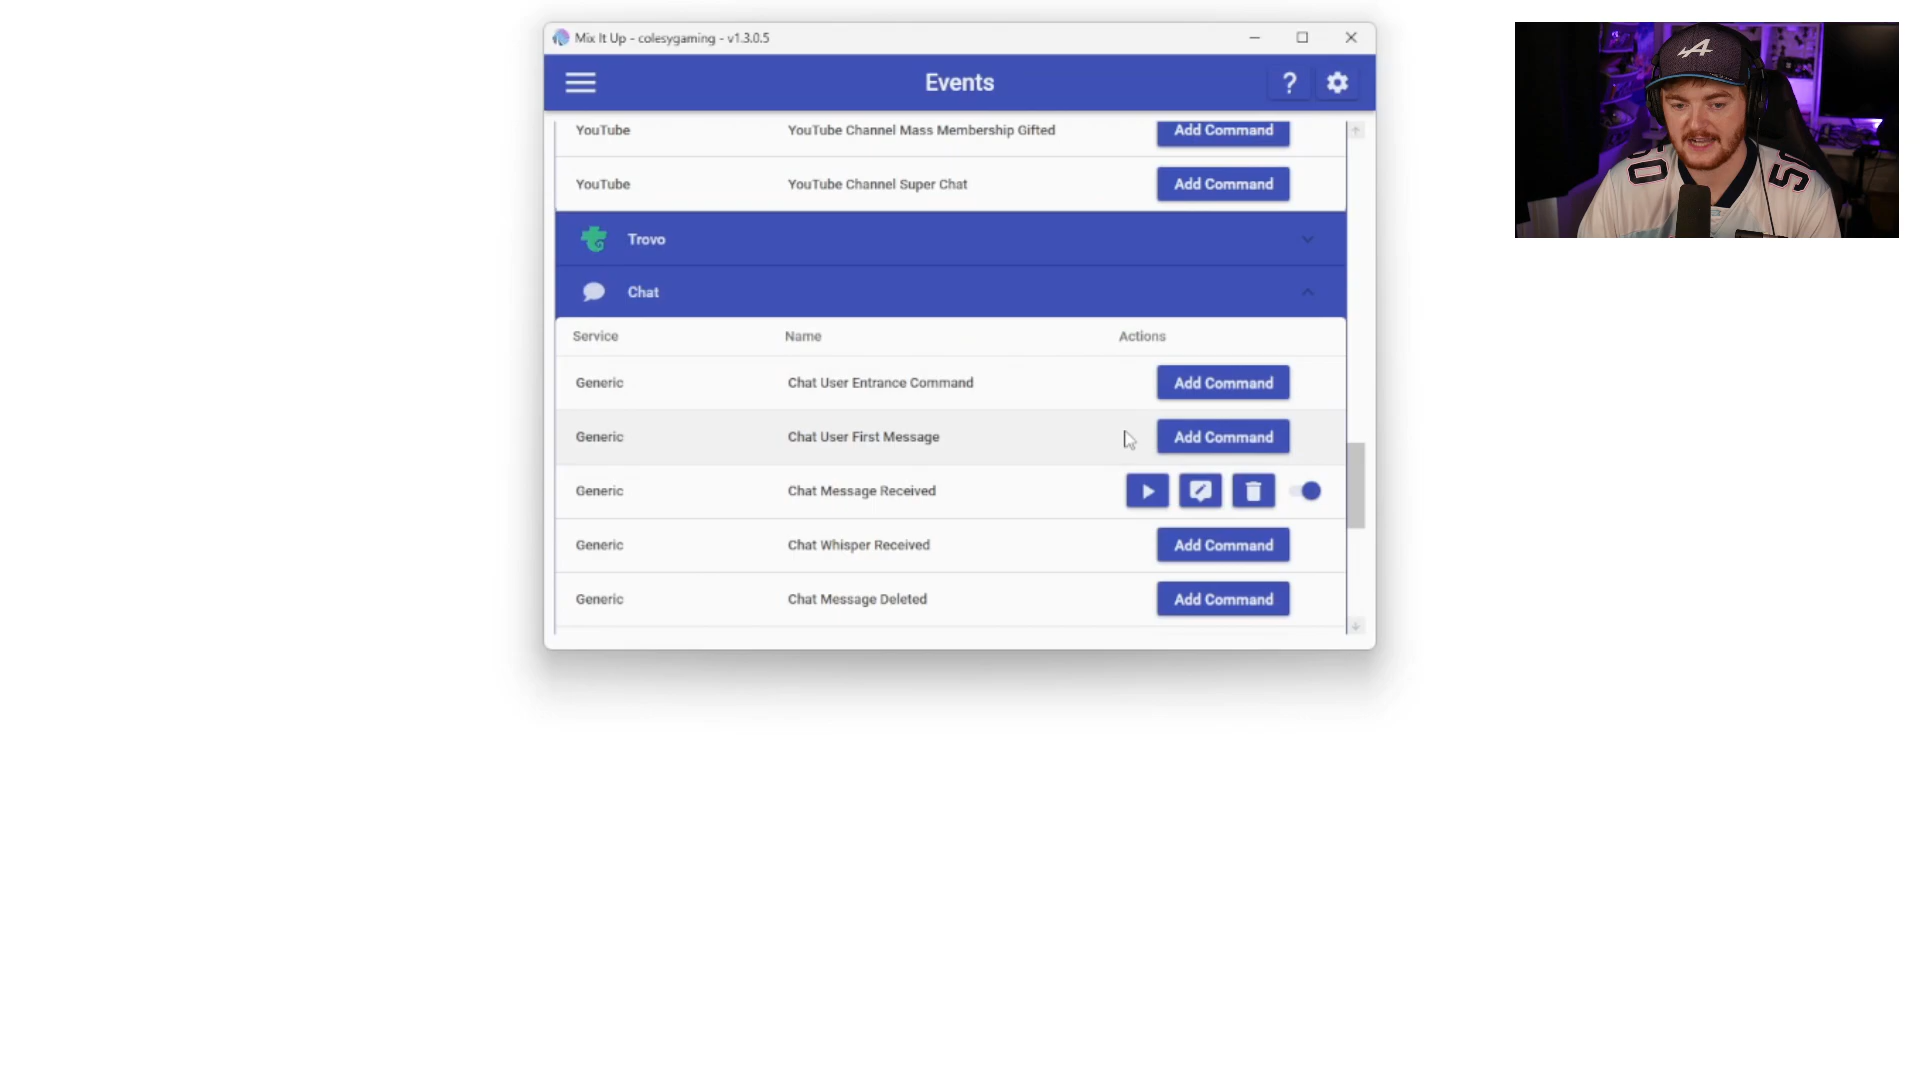 Mix It Up - colesygaming - v1.3.0.5
Events
?
YouTube YouTube Channel Mass Membership Gifted Add Command
YouTube YouTube Channel Super Chat Add Command
Trovo
Chat
Service Name Actions
Generic Chat User Entrance Command Add Command
Generic Chat User First Message Add Command
Generic Chat Message Received
Generic Chat Whisper Received Add Command
Generic Chat Message Deleted Add Command
50 50